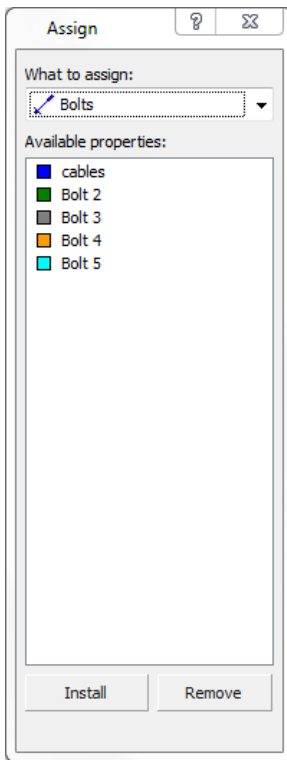 Assign
What to assign:
Bolts
Available properties:
cables
Bolt 2
Bolt 3
Bolt 4
Bolt 5
Install Remove